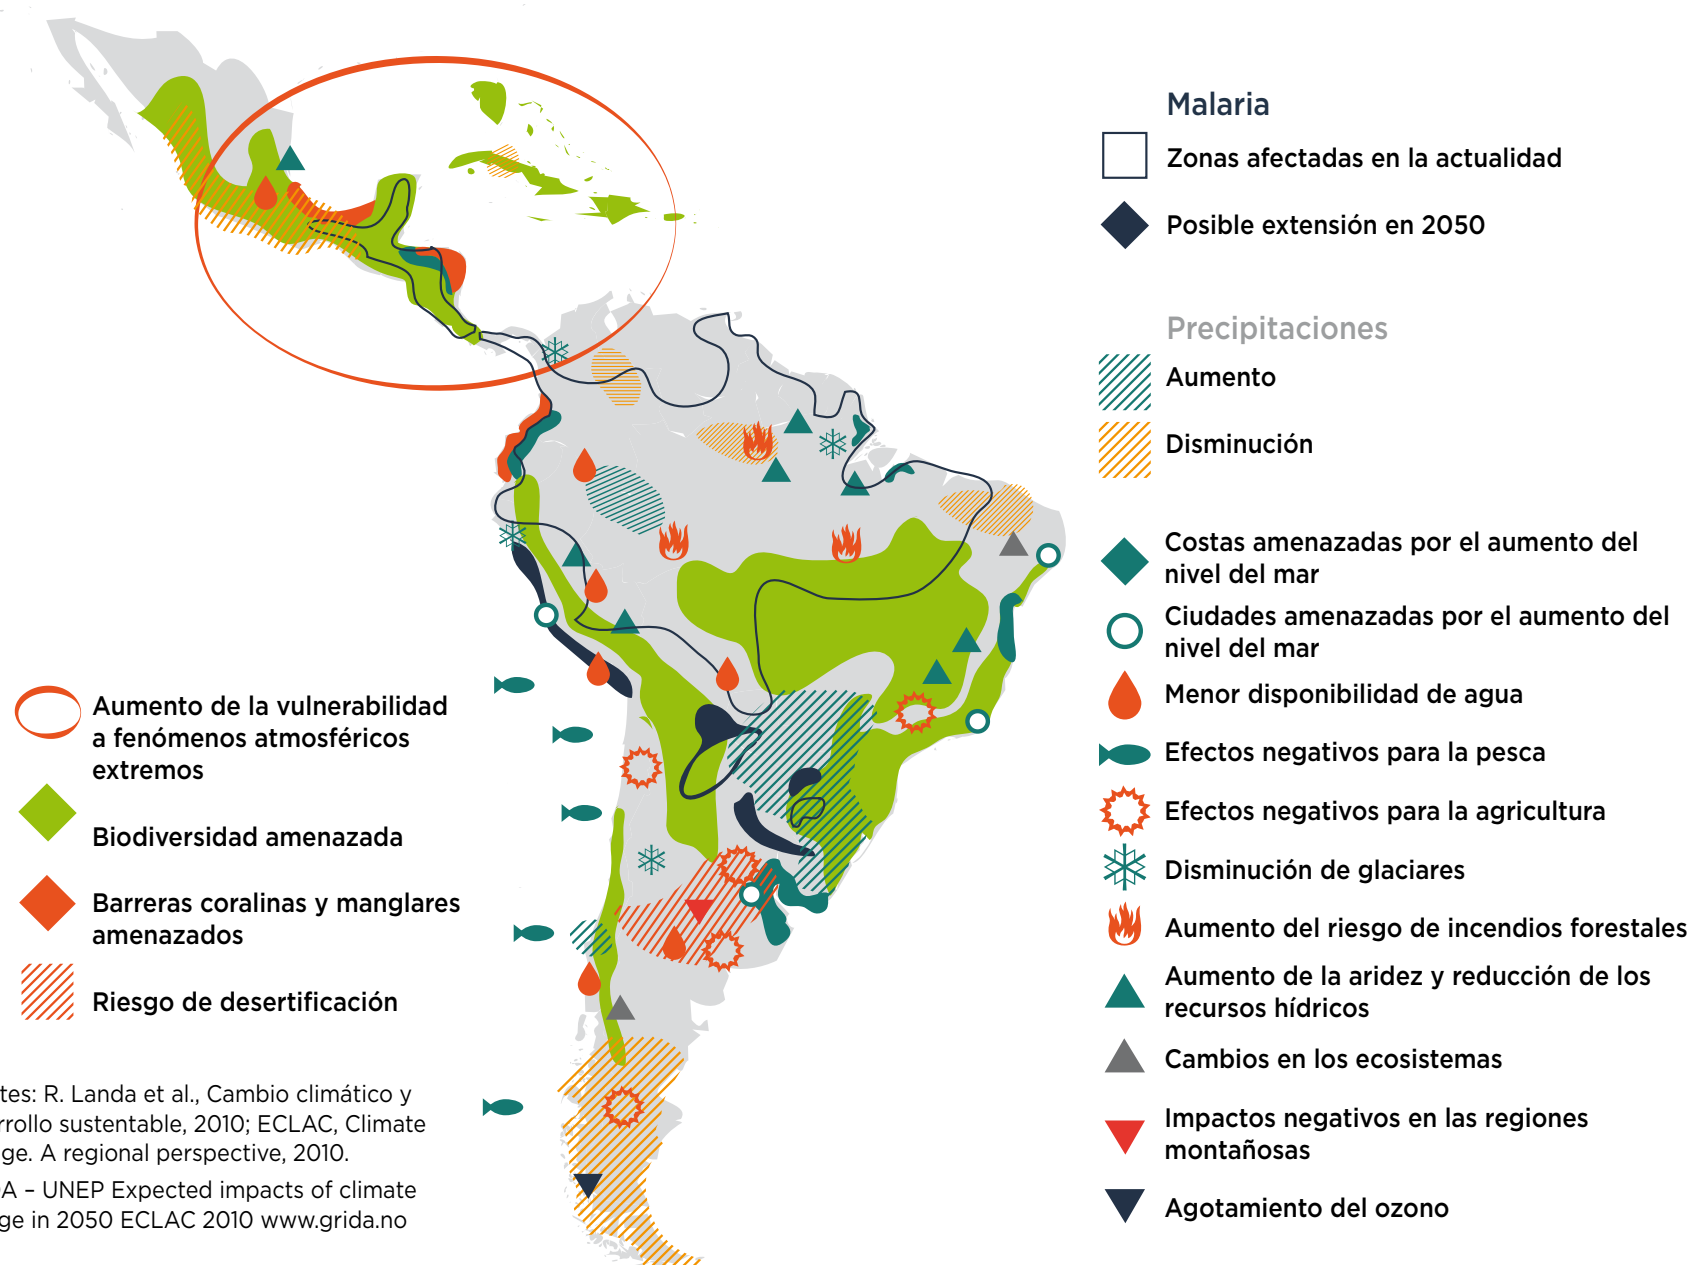 Malaria
Zonas afectadas en la actualidad
Posible extensión en 2050
Precipitaciones
Aumento
Disminución
Costas amenazadas por el aumento del
nivel del mar
Ciudades amenazadas por el aumento del
nivel del mar
Menor disponibilidad de agua
Efectos negativos para la pesca
Efectos negativos para la agricultura
Disminución de glaciares
Aumento del riesgo de incendios forestales
Aumento de la aridez y reducción de los
recursos hídricos
Cambios en los ecosistemas
Impactos negativos en las regiones
montañosas
Agotamiento del ozono
Aumento de la vulnerabilidad
a fenómenos atmosféricos
extremos
Biodiversidad amenazada
Barreras coralinas y manglares
amenazados
Riesgo de desertificación
tes: R. Landa et al., Cambio climático y
rrollo sustentable, 2010; ECLAC, Climate
ge. A regional perspective, 2010.
A – UNEP Expected impacts of climate
ge in 2050 ECLAC 2010 www.grida.no